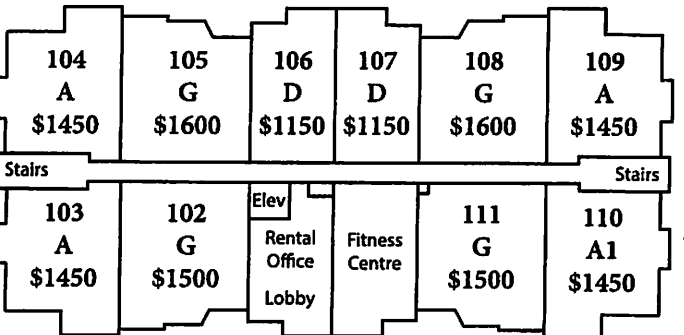 104
A
$1450
105
G
$1600
106
D
$1150
107
D
$1150
108
G
$1600
109
A
$1450
Stairs
Stairs
103
A
$1450
102
G
$1500
Elev
Rental
Office
Lobby
Fitness
Centre
111
G
$1500
110
A1
$1450